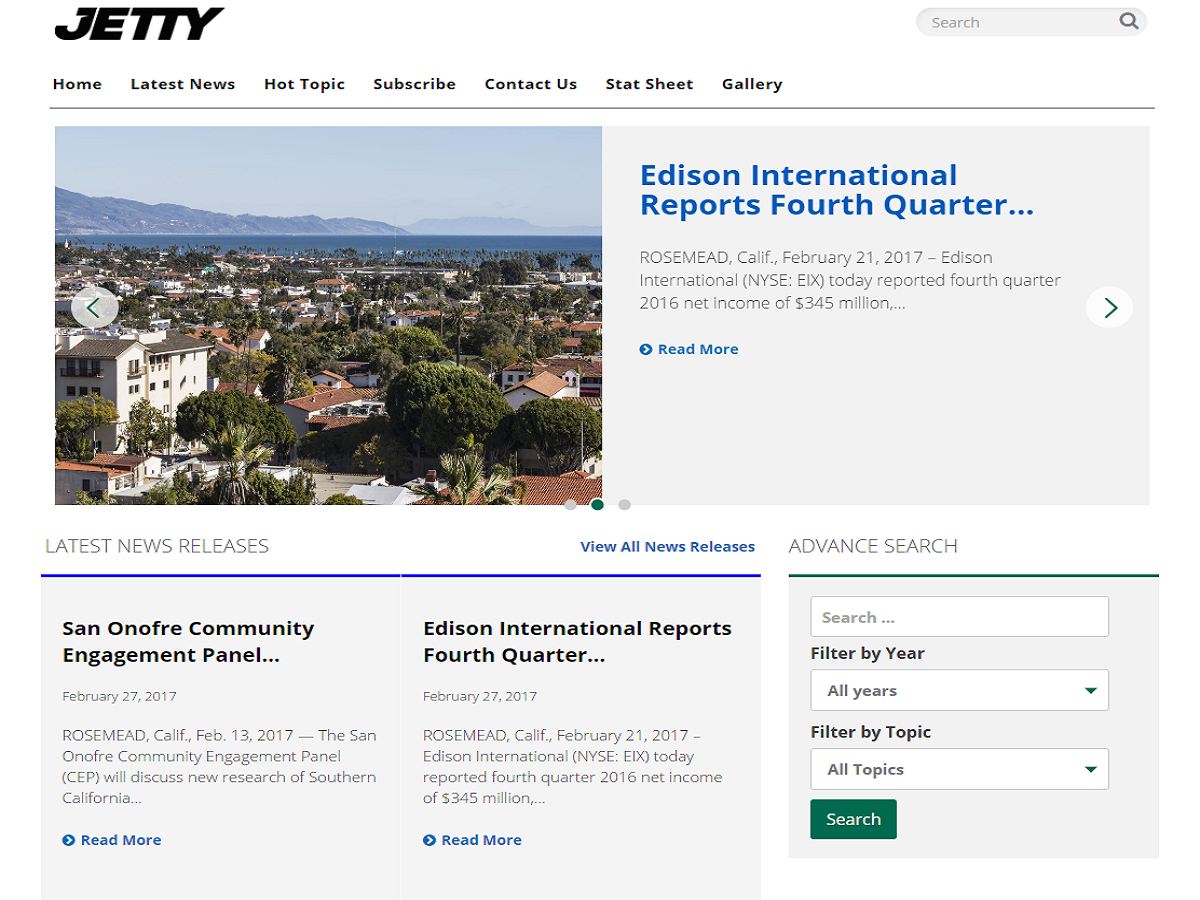 JETTY
Search
Home Latest News Hot Topic Subscribe Contact Us Stat Sheet Gallery
Edison International
Reports Fourth Quarter...
ROSEMEAD, Calif., February 21, 2017 – Edison
International (NYSE: EIX) today reported fourth quarter
2016 net income of $345 million,...
Read More
LATEST NEWS RELEASES
View All News Releases
San Onofre Community
Engagement Panel...
February 27, 2017
ROSEMEAD, Calif., Feb. 13, 2017 — The San
Onofre Community Engagement Panel
(CEP) will discuss new research of Southern
California...
Read More
Edison International Reports
Fourth Quarter...
February 27, 2017
ROSEMEAD, Calif., February 21, 2017 –
Edison International (NYSE: EIX) today
reported fourth quarter 2016 net income
of $345 million,...
Read More
ADVANCE SEARCH
Search ...
Filter by Year
All years
Filter by Topic
All Topics
Search